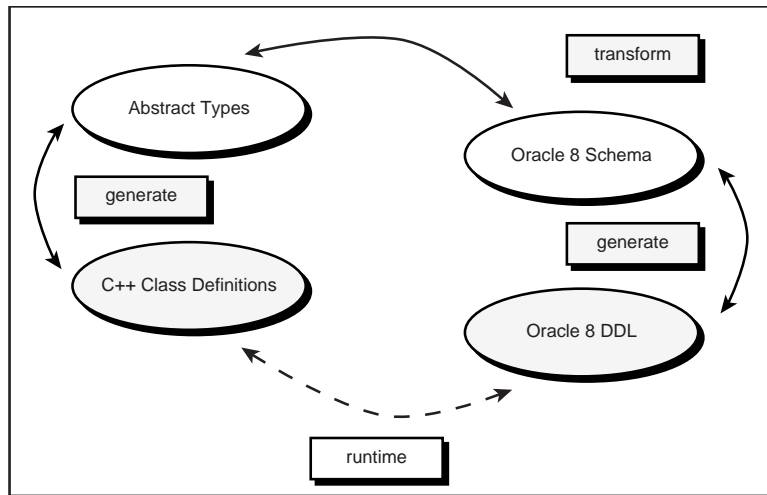 transform
Abstract Types
Oracle 8 Schema
generate
generate
C++ Class Definitions
Oracle 8 DDL
runtime